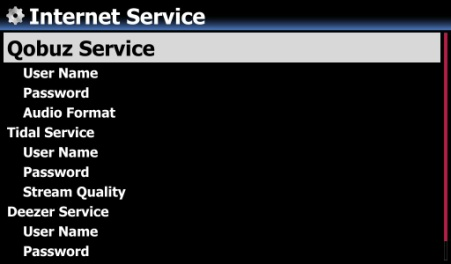 Internet Service
Qobuz Service
User Name
Password
Audio Format
Tidal Service
User Name
Password
Stream Quality
Deezer Service
User Name
Password